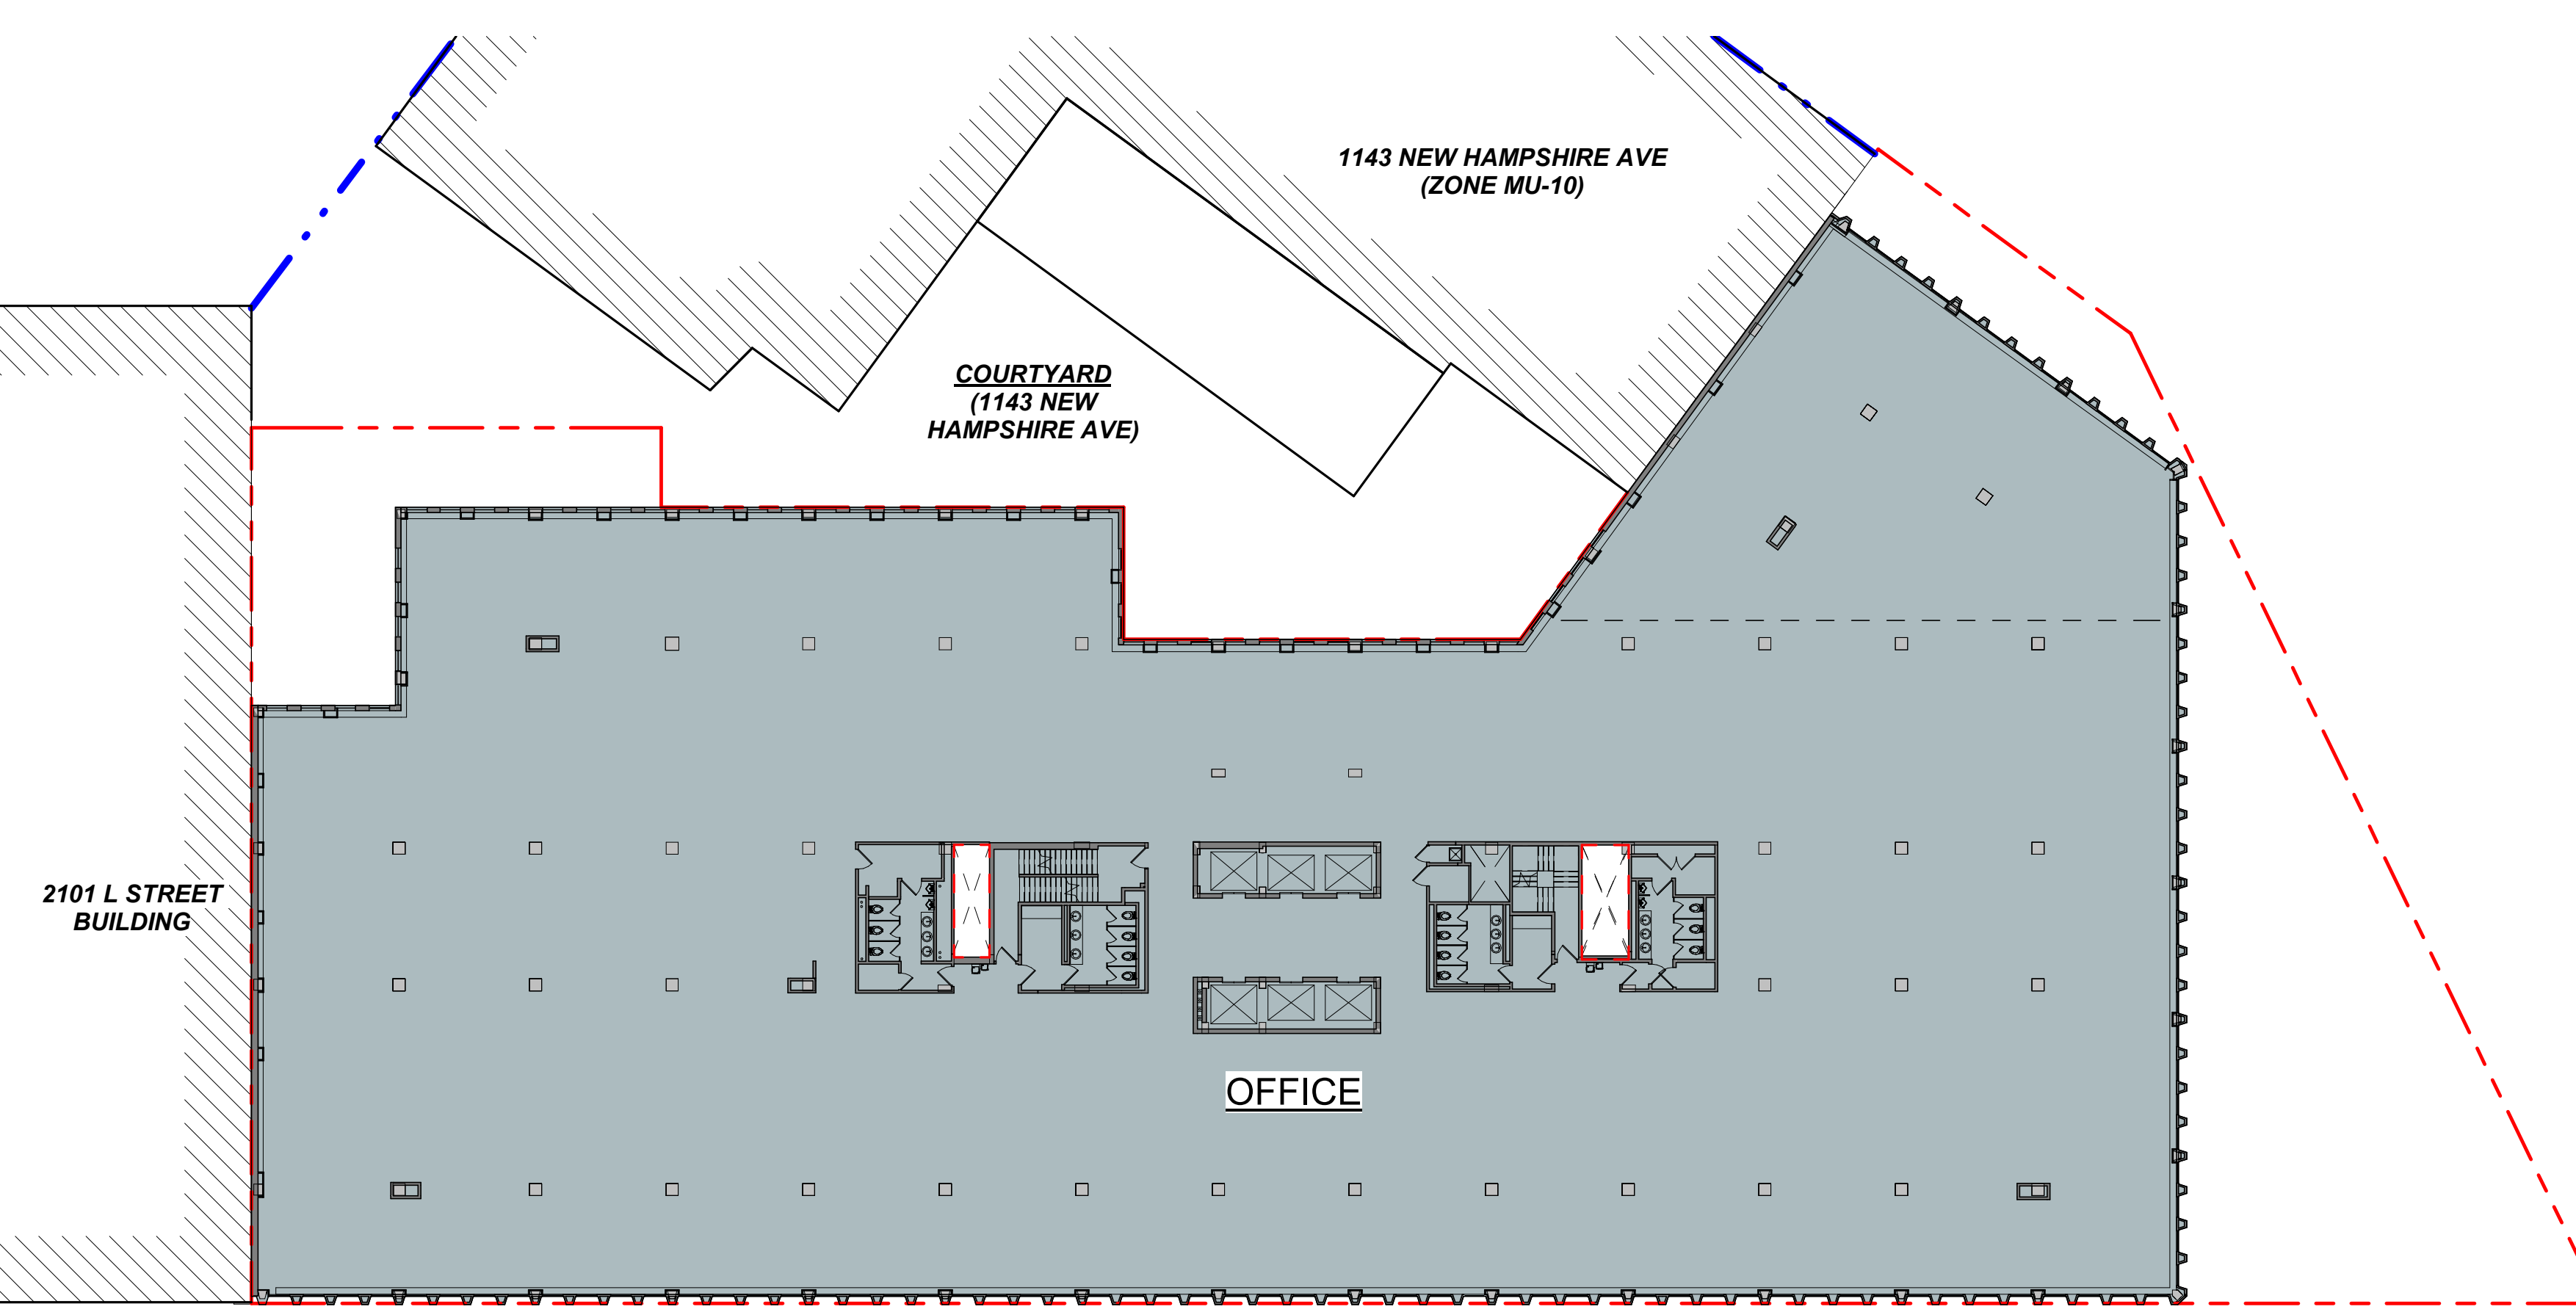 1143 NEW HAMPSHIRE AVE
(ZONE MU-10)
COURTYARD
(1143 NEW
HAMPSHIRE AVE)
2101 L STREET
BUILDING
OFFICE